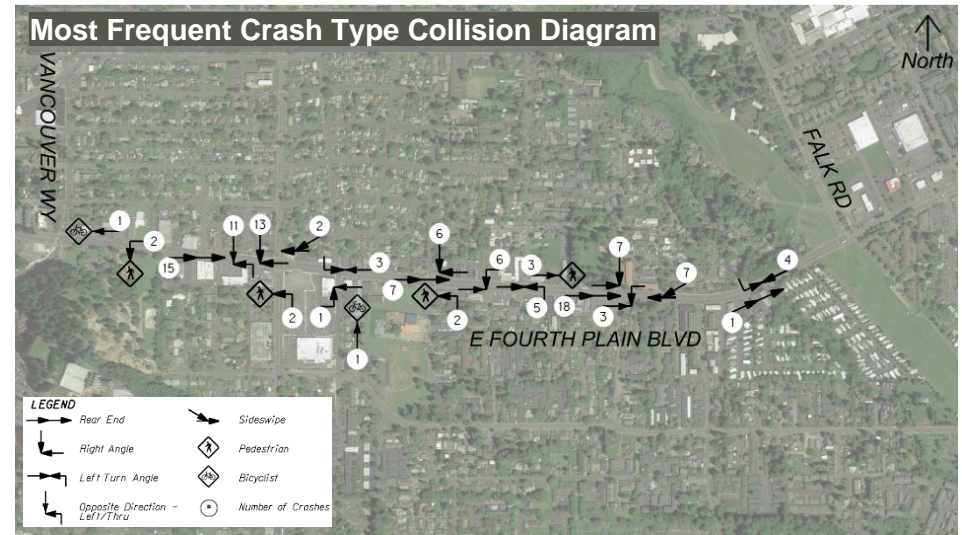 Most Frequent Crash Type Collision Diagram
North
VANCOUVER WY
FALK RD
1
2
15
11
13
2
2
3
1
1
7
6
2
6
3
5
18
7
3
7
4
1
E FOURTH PLAIN BLVD
LEGEND
Rear End
Sideswipe
Right Angle
Pedestrian
Left Turn Angle
Bicyclist
Opposite Direction -
Left/Thru
Number of Crashes